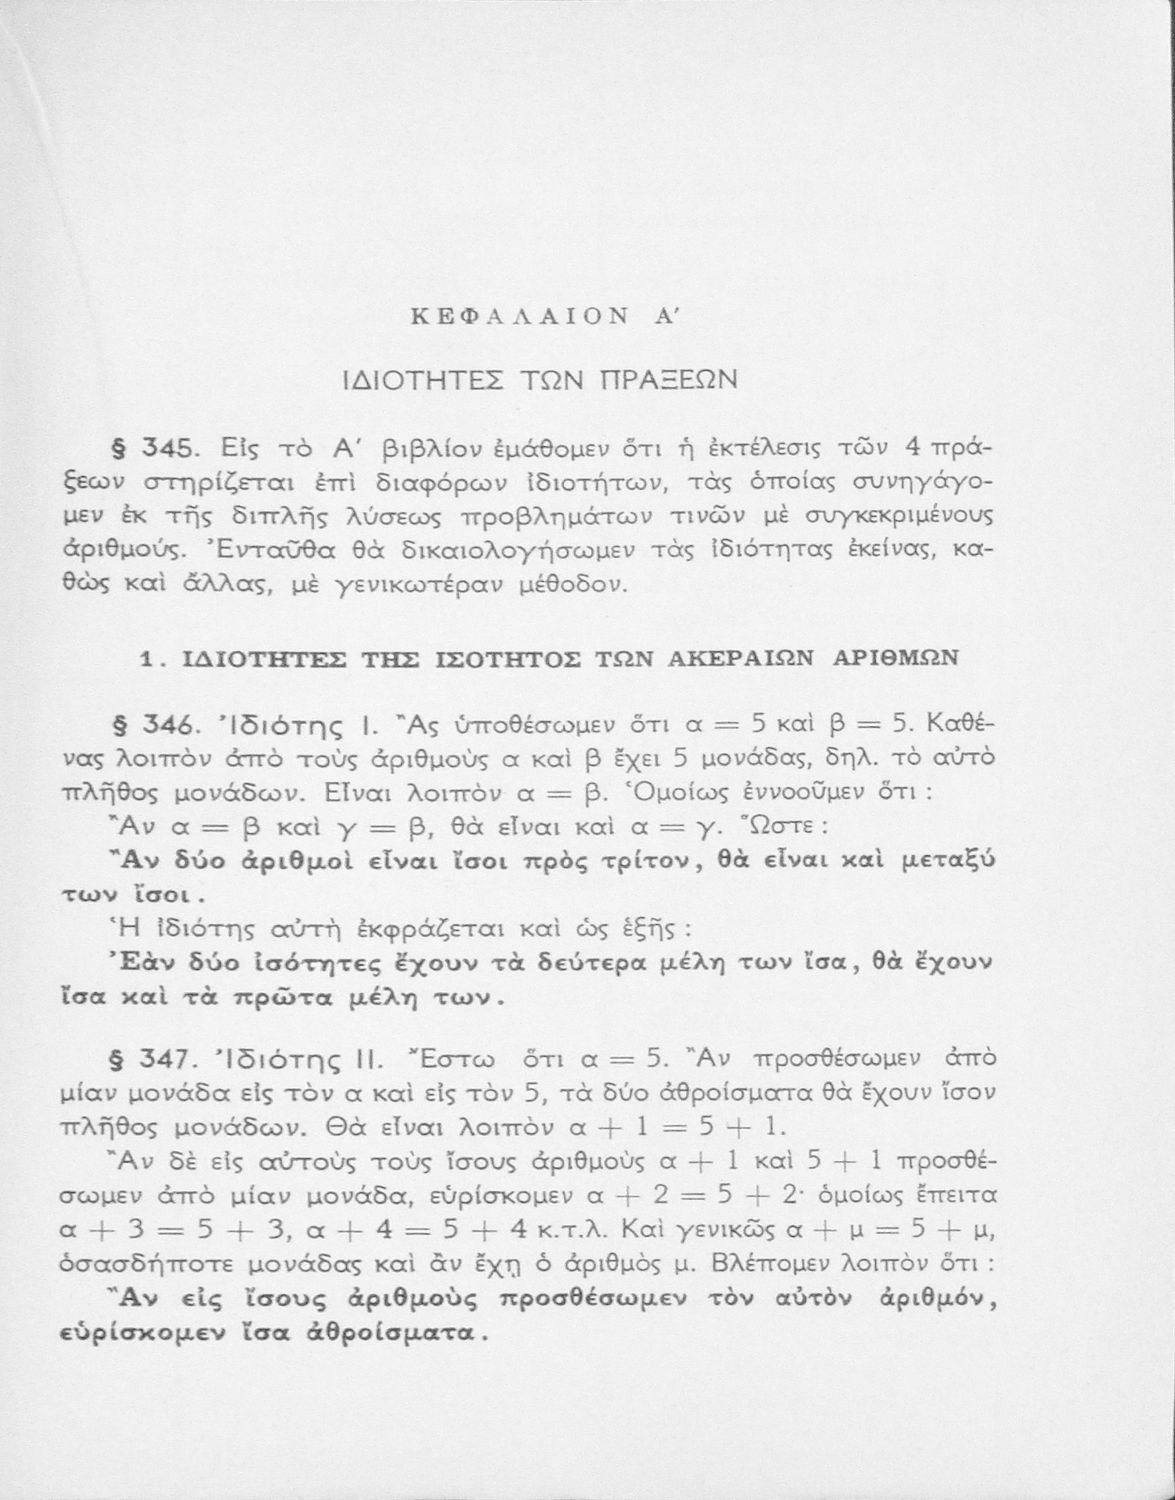 ΚΕΦΑΛΑΙΟΝ Α′
ΙΔΙΟΤΗΤΕΣ ΤΩΝ ΠΡΑΞΕΩΝ
§ 345. Εἰς τὸ Α′ βιβλίον ἐμάθομεν ὅτι ἡ ἐκτέλεσις τῶν 4 πρά-
ξεων στηρίζεται ἐπὶ διαφόρων ἰδιοτήτων, τὰς ὁποίας συνηγάγο-
μεν ἐκ τῆς διπλῆς λύσεως προβλημάτων τινῶν μὲ συγκεκριμένους
ἀριθμούς. Ἐνταῦθα θὰ δικαιολογήσωμεν τὰς ἰδιότητας ἐκείνας, κα-
θὼς καὶ ἄλλας, μὲ γενικωτέραν μέθοδον.
1. ΙΔΙΟΤΗΤΕΣ ΤΗΣ ΙΣΟΤΗΤΟΣ ΤΩΝ ΑΚΕΡΑΙΩΝ ΑΡΙΘΜΩΝ
§ 346. Ἰδιότης I. Ἂς ὑποθέσωμεν ὅτι α = 5 καὶ β = 5. Καθέ-
νας λοιπὸν ἀπὸ τοὺς ἀριθμοὺς α καὶ β ἔχει 5 μονάδας, δηλ. τὸ αὐτὸ
πλῆθος μονάδων. Εἶναι λοιπὸν α = β. Ὁμοίως ἐννοοῦμεν ὅτι :
Ἂν α = β καὶ γ = β, θὰ εἶναι καὶ α = γ. Ὥστε :
Ἂν δύο ἀριθμοὶ εἶναι ἴσοι πρὸς τρίτον, θὰ εἶναι καὶ μεταξύ
των ἴσοι.
Ἡ ἰδιότης αὐτὴ ἐκφράζεται καὶ ὡς ἑξῆς :
Ἐὰν δύο ἰσότητες ἔχουν τὰ δεύτερα μέλη των ἴσα, θὰ ἔχουν
ἴσα καὶ τὰ πρῶτα μέλη των.
§ 347. Ἰδιότης II. Ἔστω ὅτι α = 5. Ἂν προσθέσωμεν ἀπὸ
μίαν μονάδα εἰς τὸν α καὶ εἰς τὸν 5, τὰ δύο ἀθροίσματα θὰ ἔχουν ἴσον
πλῆθος μονάδων. Θὰ εἶναι λοιπὸν α + 1 = 5 + 1.
Ἂν δὲ εἰς αὐτοὺς τοὺς ἴσους ἀριθμοὺς α + 1 καὶ 5 + 1 προσθέ-
σωμεν ἀπὸ μίαν μονάδα, εὑρίσκομεν α + 2 = 5 + 2· ὁμοίως ἔπειτα
α + 3 = 5 + 3, α + 4 = 5 + 4 κ.τ.λ. Καὶ γενικῶς α + μ = 5 + μ,
ὁσασδήποτε μονάδας καὶ ἂν ἔχῃ ὁ ἀριθμὸς μ. Βλέπομεν λοιπὸν ὅτι :
Ἂν εἰς ἴσους ἀριθμοὺς προσθέσωμεν τὸν αὐτὸν ἀριθμόν,
εὑρίσκομεν ἴσα ἀθροίσματα.